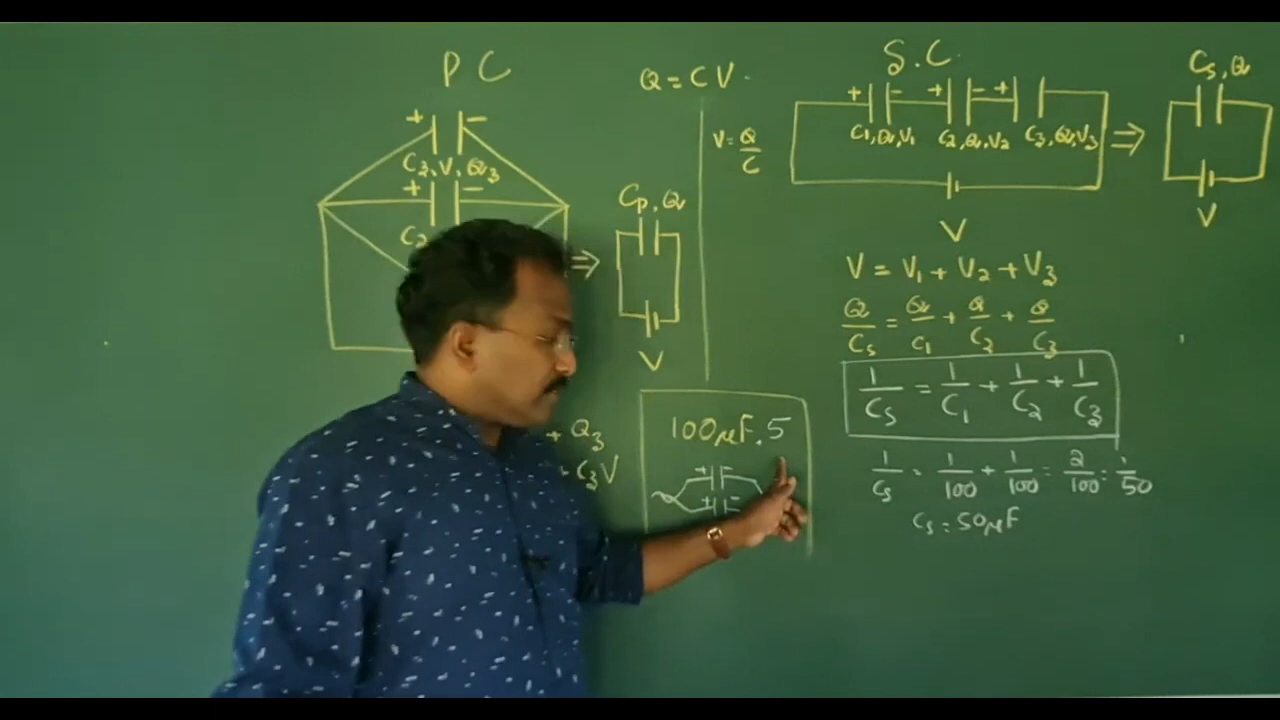 P C
+ −
C3, V, Q3
+ −
C2
+ Q3
+ C3V
Cp, Q
V
Q = CV
V = Q/C
100μF, 5
+ −
+ −
S.C.
+ − + − +
C1, Q, V1 C2, Q, V2 C3, Q, V3
V
⇒
Cs, Q
V
V = V1 + V2 + V3
Q/Cs = Q/C1 + Q/C2 + Q/C3
1/Cs = 1/C1 + 1/C2 + 1/C3
1/Cs = 1/100 + 1/100 = 2/100 = 1/50
Cs = 50μF